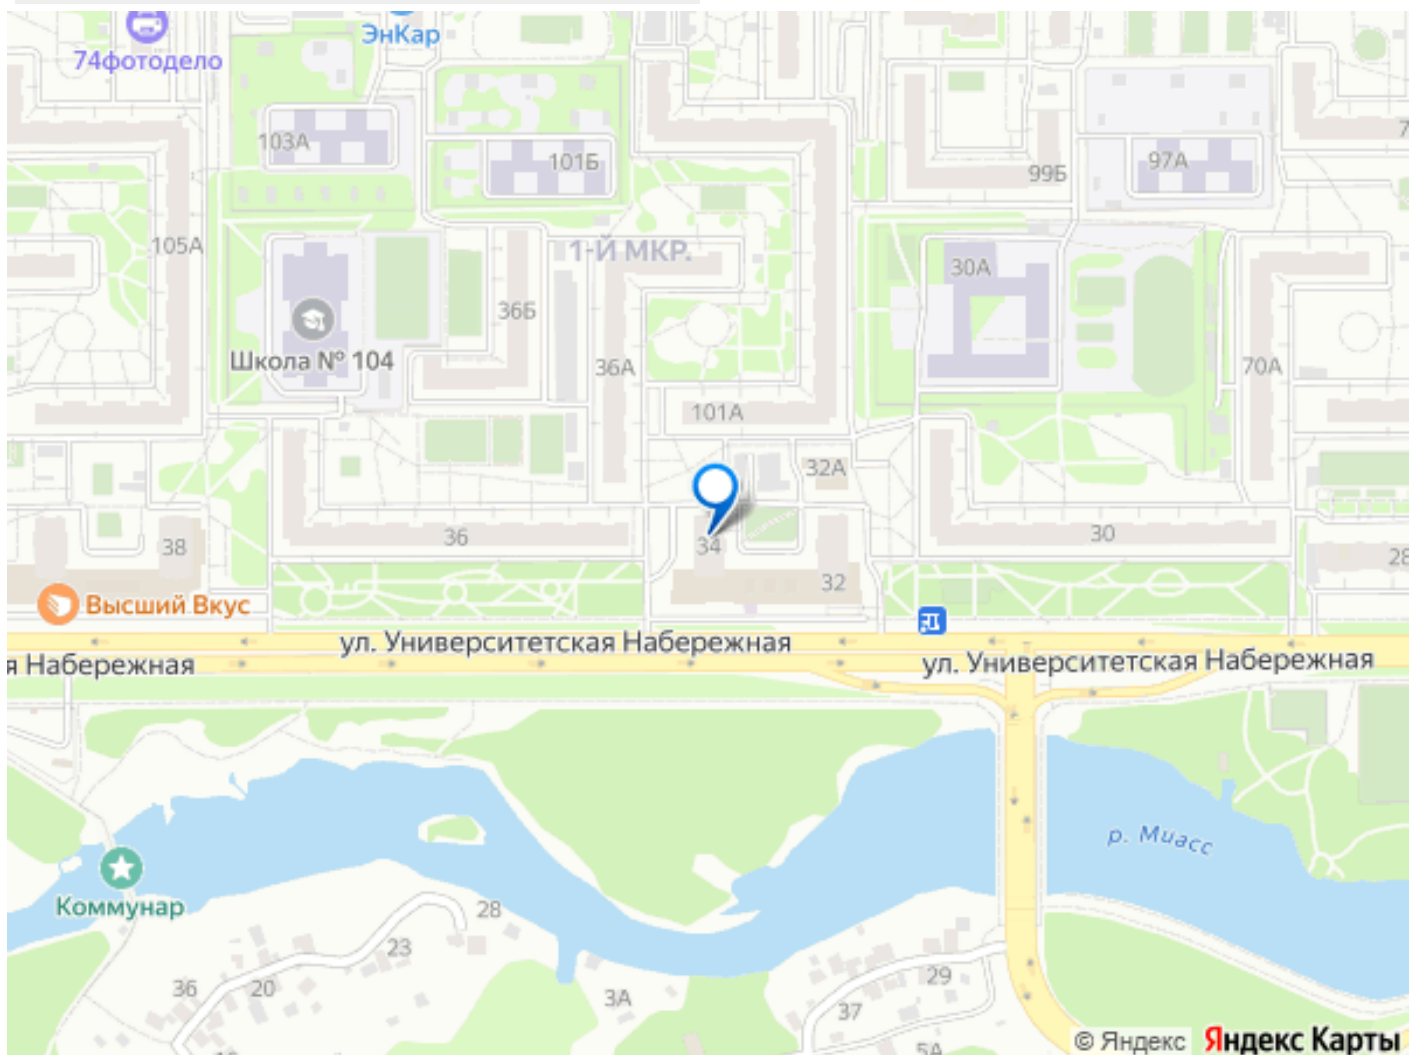 ЭнКар
74фотодело
103А
101Б
99Б
97А
105А
1-Й МКР.
30А
36Б
Школа № 104
36А
70А
101А
32А
36
34
30
38
32
28
Высший Вкус
ул. Университетская Набережная
я Набережная
ул. Университетская Набережная
р. Миасс
Коммунар
28
23
29
36
20
3А
37
5А
© Яндекс Яндекс Карты